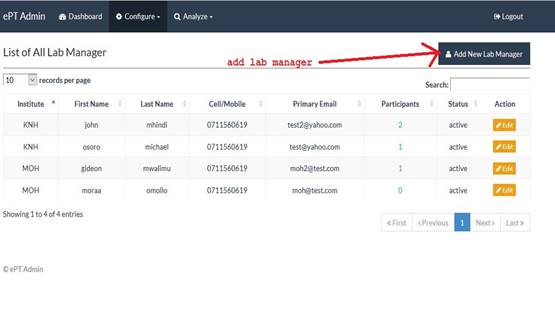 ePT Admin Dashboard Configure Analyze Logout
List of All Lab Manager
Add New Lab Manager
add lab manager
10 records per page
Search:
Institute First Name Last Name Cell/Mobile Primary Email Participants Status Action
KNH john mhindi 0711560619 test2@yahoo.com 2 active Edit
KNH osoro michael 0711560619 test@yahoo.com 1 active Edit
MOH gideon mwalimu 0711560619 moh2@test.com 1 active Edit
MOH moraa omollo 0711560619 moh@test.com 0 active Edit
Showing 1 to 4 of 4 entries
First Previous 1 Next Last
© ePT Admin